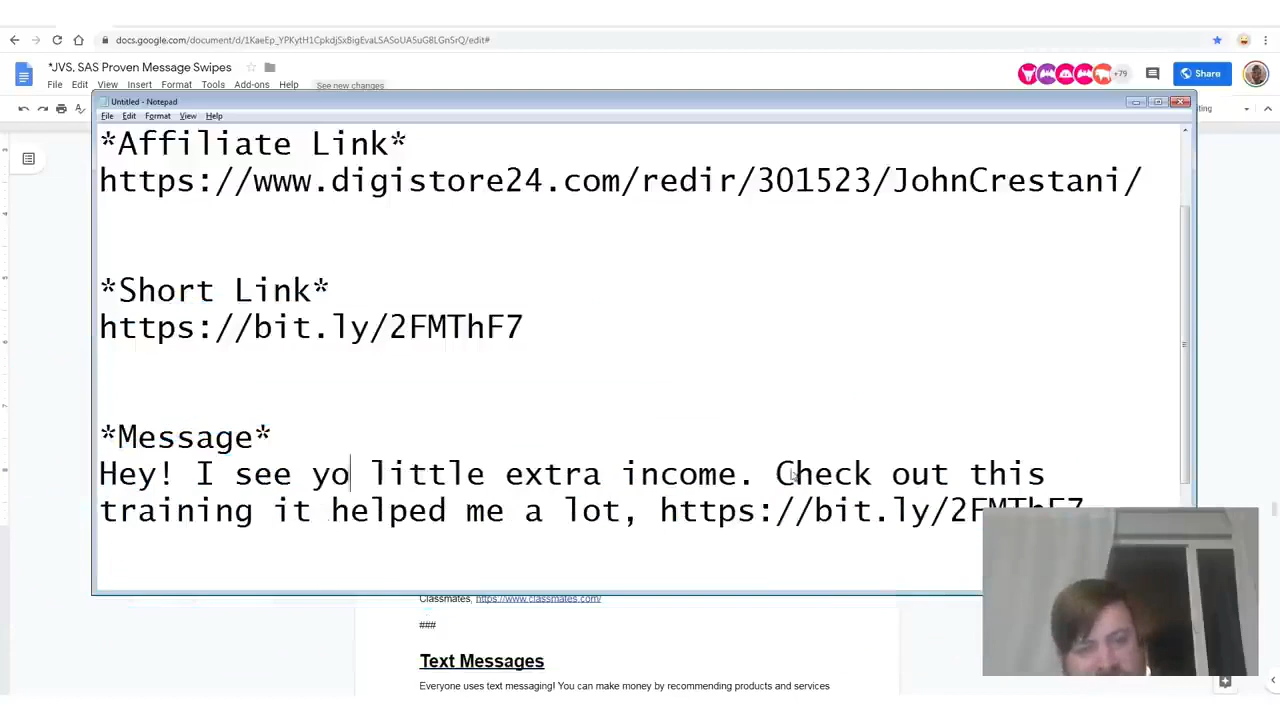 docs.google.com/document/d/1KaeEp_YPKytH1CpkdjSxBigEvaLSASoUA5uG8LGnSrQ/edit#
*JVS, SAS Proven Message Swipes
File Edit View Insert Format Tools Add-ons Help See new changes
+79
Share
Untitled - Notepad
File Edit Format View Help
*Affiliate Link*
https://www.digistore24.com/redir/301523/JohnCrestani/
*Short Link*
https://bit.ly/2FMThF7
*Message*
Hey! I see yo little extra income. Check out this
training it helped me a lot, https://bit.ly/2FMThF7
Classmates, https://www.classmates.com/
###
Text Messages
Everyone uses text messaging! You can make money by recommending products and services